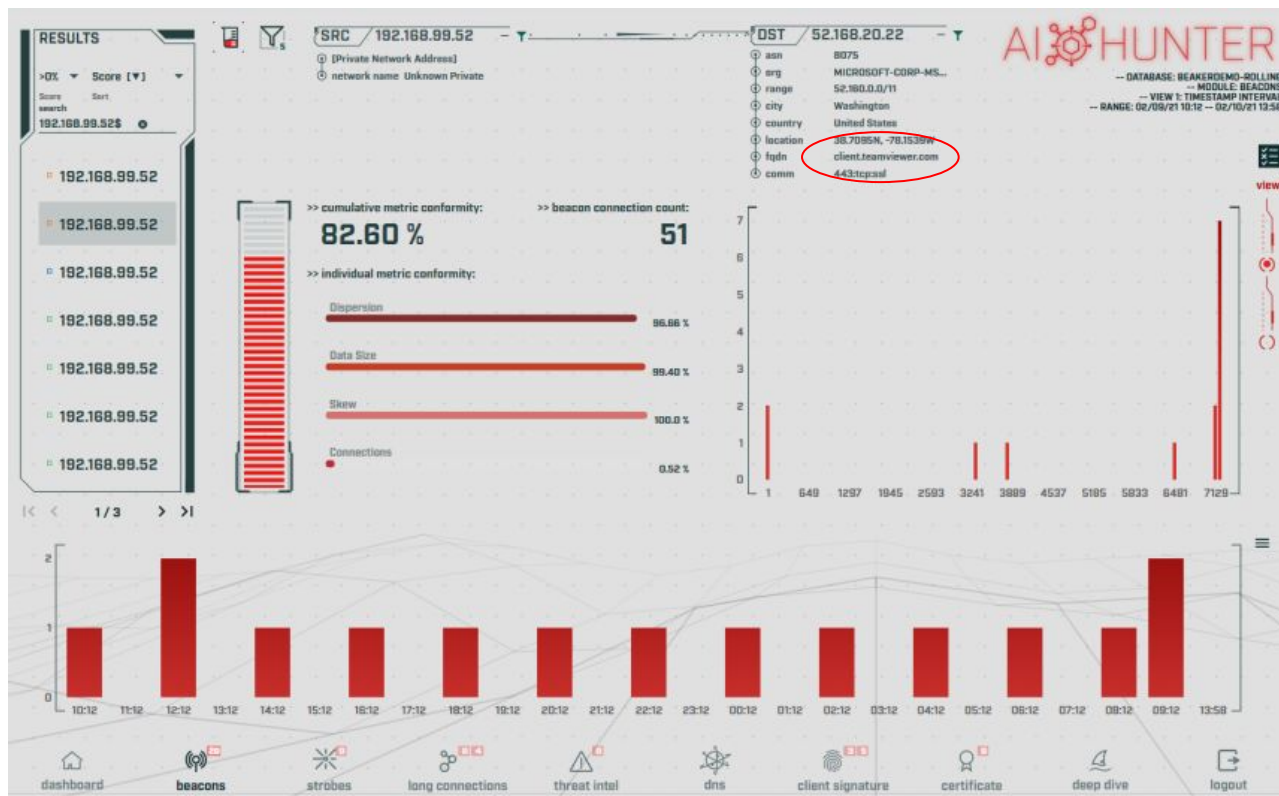 RESULTS
>0% Score [▼]
Score Sort
search
192.168.99.52$
192.168.99.52
192.168.99.52
192.168.99.52
192.168.99.52
192.168.99.52
192.168.99.52
192.168.99.52
1/3
SRC 192.168.99.52
[Private Network Address]
network name Unknown Private
DST 52.168.20.22
asn 8075
org MICROSOFT-CORP-MS...
range 52.160.0.0/11
city Washington
country United States
location 38.7095N, -78.1539W
fqdn client.teamviewer.com
comm 443:tcp:ssl
AI HUNTER
-- DATABASE: BEAKERDEMO-ROLLING
-- MODULE: BEACONS
-- VIEW 1: TIMESTAMP INTERVAL
-- RANGE: 02/09/21 10:12 -- 02/10/21 13:58
view
>> cumulative metric conformity:
82.60 %
>> beacon connection count:
51
>> individual metric conformity:
Dispersion
96.66 %
Data Size
99.40 %
Skew
100.0 %
Connections
0.52 %
7
6
5
4
3
2
1
0
1 649 1297 1945 2593 3241 3889 4537 5185 5833 6481 7129
2
1
0
10:12 11:12 12:12 13:12 14:12 15:12 16:12 17:12 18:12 19:12 20:12 21:12 22:12 23:12 00:12 01:12 02:12 03:12 04:12 05:12 06:12 07:12 08:12 09:12 13:58
dashboard beacons strobes long connections threat intel dns client signature certificate deep dive logout